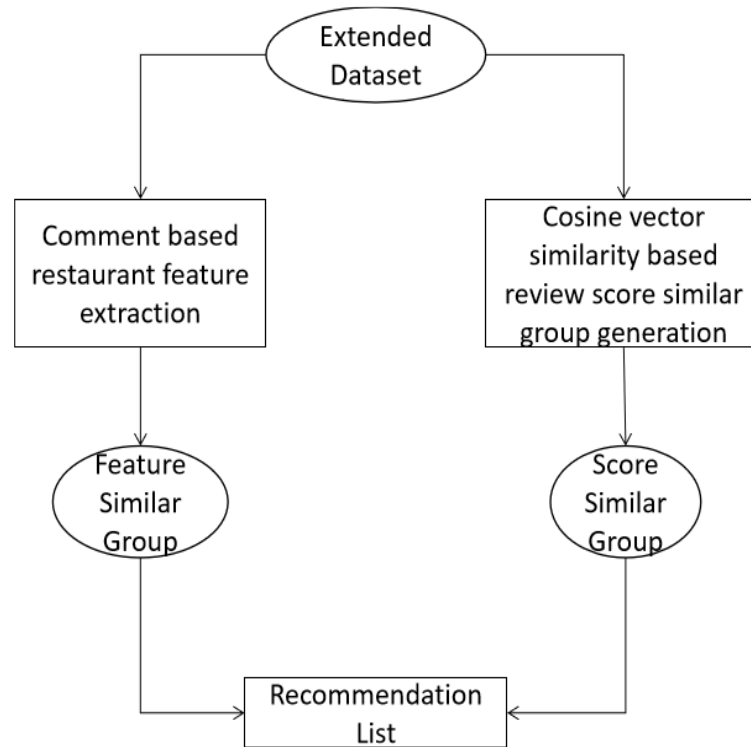 Extended
Dataset
Comment based
restaurant feature
extraction
Cosine vector
similarity based
review score similar
group generation
Feature
Similar
Group
Score
Similar
Group
Recommendation
List